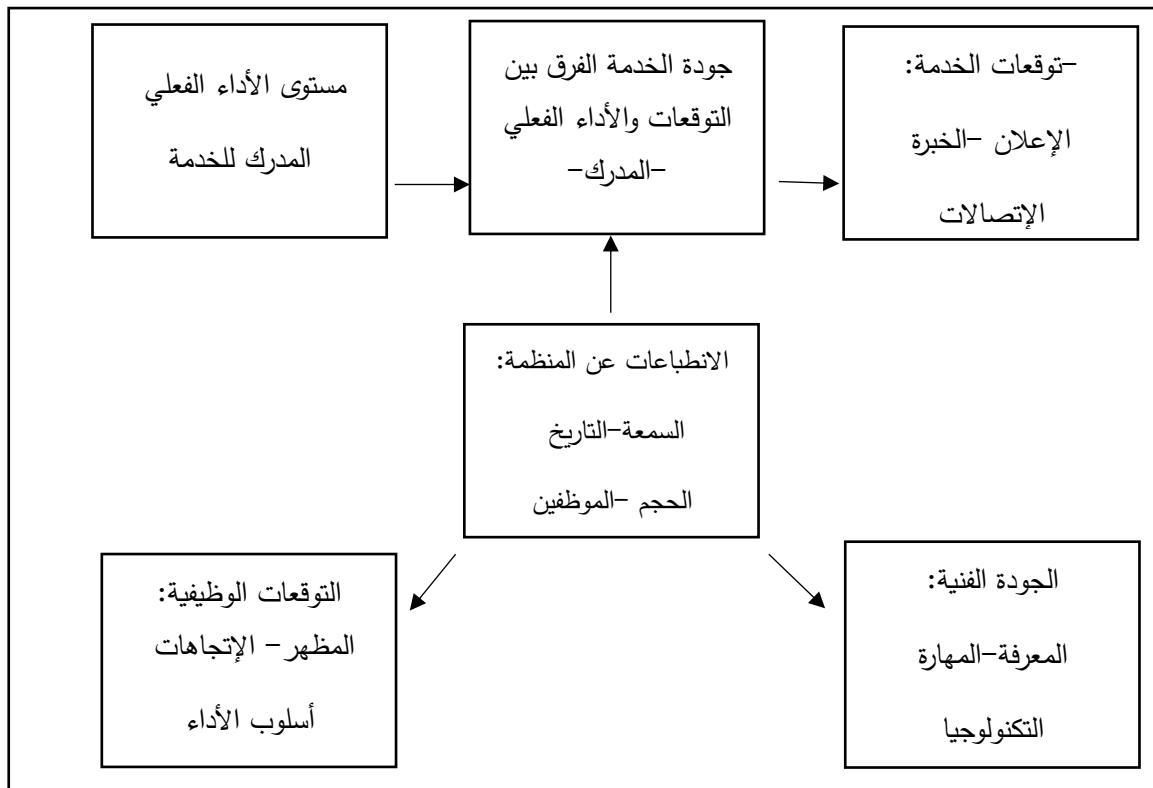 -توقعات الخدمة:
الإعلان -الخبرة
الإتصالات
جودة الخدمة الفرق بين
التوقعات والأداء الفعلي
-المدرك-
مستوى الأداء الفعلي
المدرك للخدمة
الانطباعات عن المنظمة:
السمعة-التاريخ
الحجم -الموظفين
الجودة الفنية:
المعرفة-المهارة
التكنولوجيا
التوقعات الوظيفية:
المظهر- الإتجاهات
أسلوب الأداء